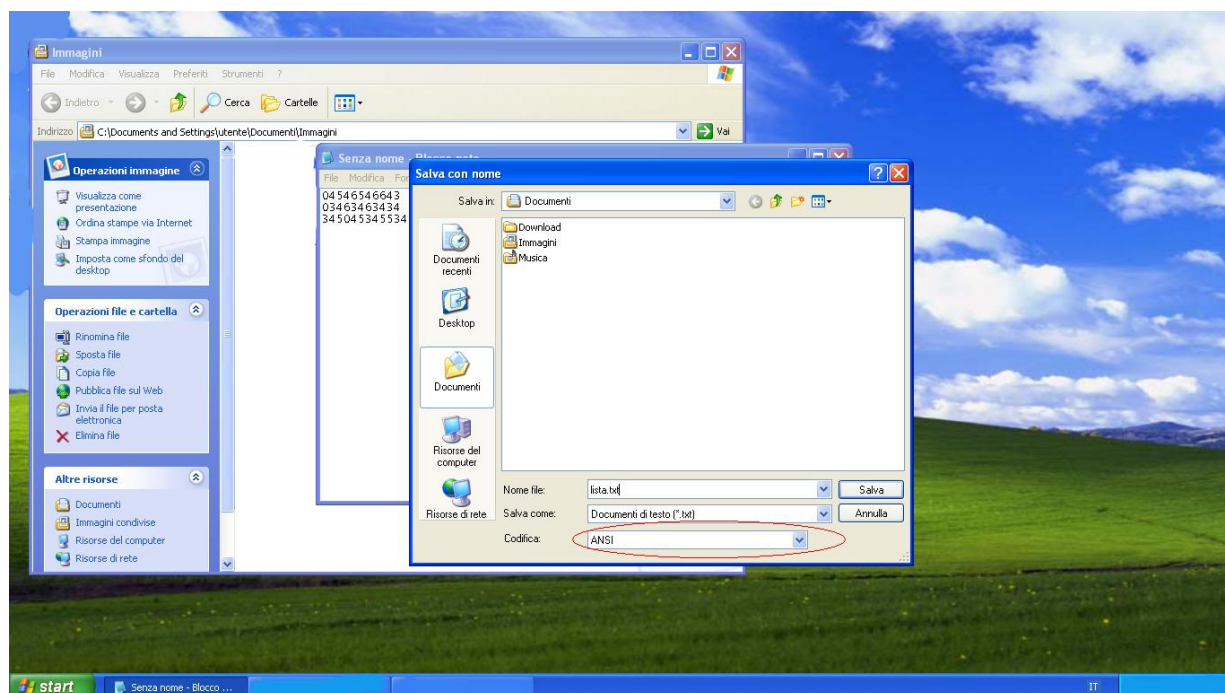 Immagini
File Modifica Visualizza Preferiti Strumenti ?
Indietro Cerca Cartelle
Indirizzo C:\Documents and Settings\utente\Documenti\Immagini Vai
Operazioni immagine
Visualizza come
presentazione
Ordina stampe via Internet
Stampa immagine
Imposta come sfondo del
desktop
Operazioni file e cartella
Rinomina file
Sposta file
Copia file
Pubblica file sul Web
Invia il file per posta
elettronica
Elimina file
Altre risorse
Documenti
Immagini condivise
Risorse del computer
Risorse di rete
Senza nome - Blocco note
File Modifica For
04546546643
03463463434
345045345534
Salva con nome
Salva in: Documenti
Documenti
recenti
Desktop
Documenti
Risorse del
computer
Risorse di rete
Download
Immagini
Musica
Nome file: lista.txt Salva
Salva come: Documenti di testo (*.txt) Annulla
Codifica: ANSI
start Senza nome - Blocco ... IT